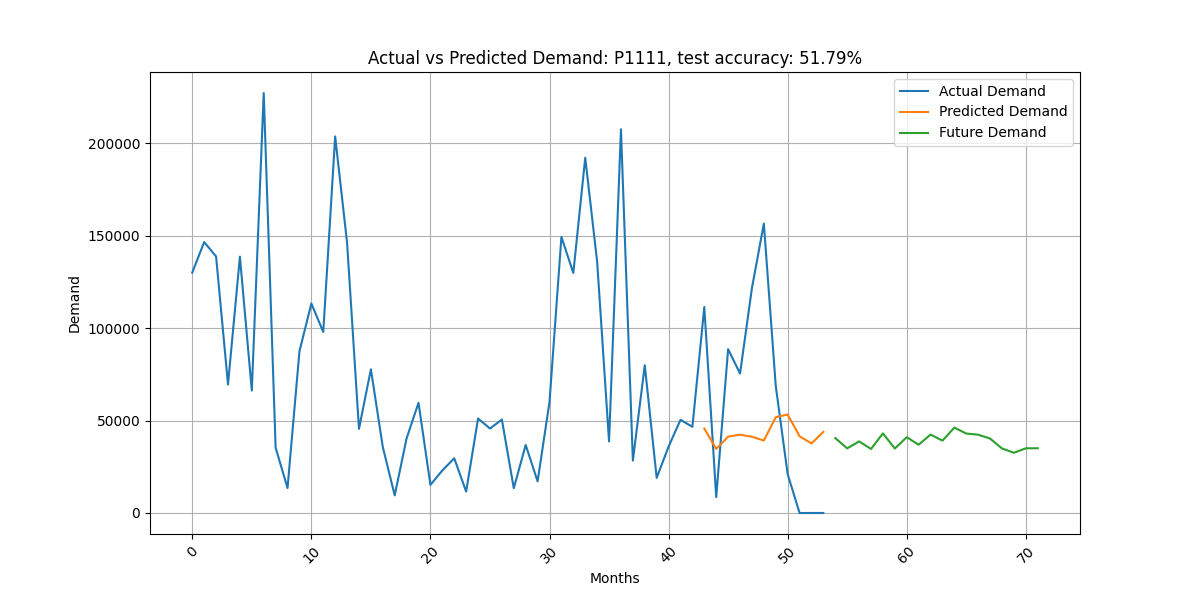 Actual vs Predicted Demand: P1111, test accuracy: 51.79%
Actual Demand
Predicted Demand
Future Demand
Demand
200000
150000
100000
50000
0
0 10 20 30 40 50 60 70
Months